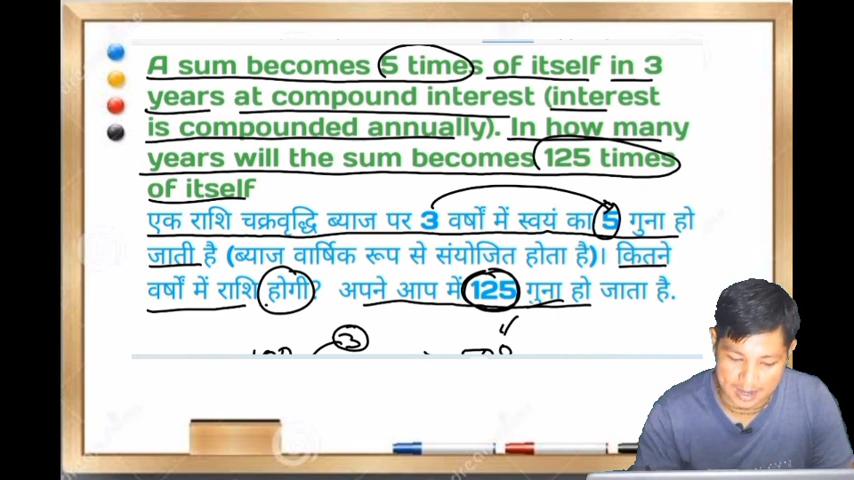 A sum becomes 5 times of itself in 3
years at compound interest (interest
is compounded annually). In how many
years will the sum becomes 125 times
of itself
एक राशि चक्रवृद्धि ब्याज पर 3 वर्षों में स्वयं का 5 गुना हो
जाती है (ब्याज वार्षिक रूप से संयोजित होता है)। कितने
वर्षों में राशि होगी? अपने आप में 125 गुना हो जाता है.
3